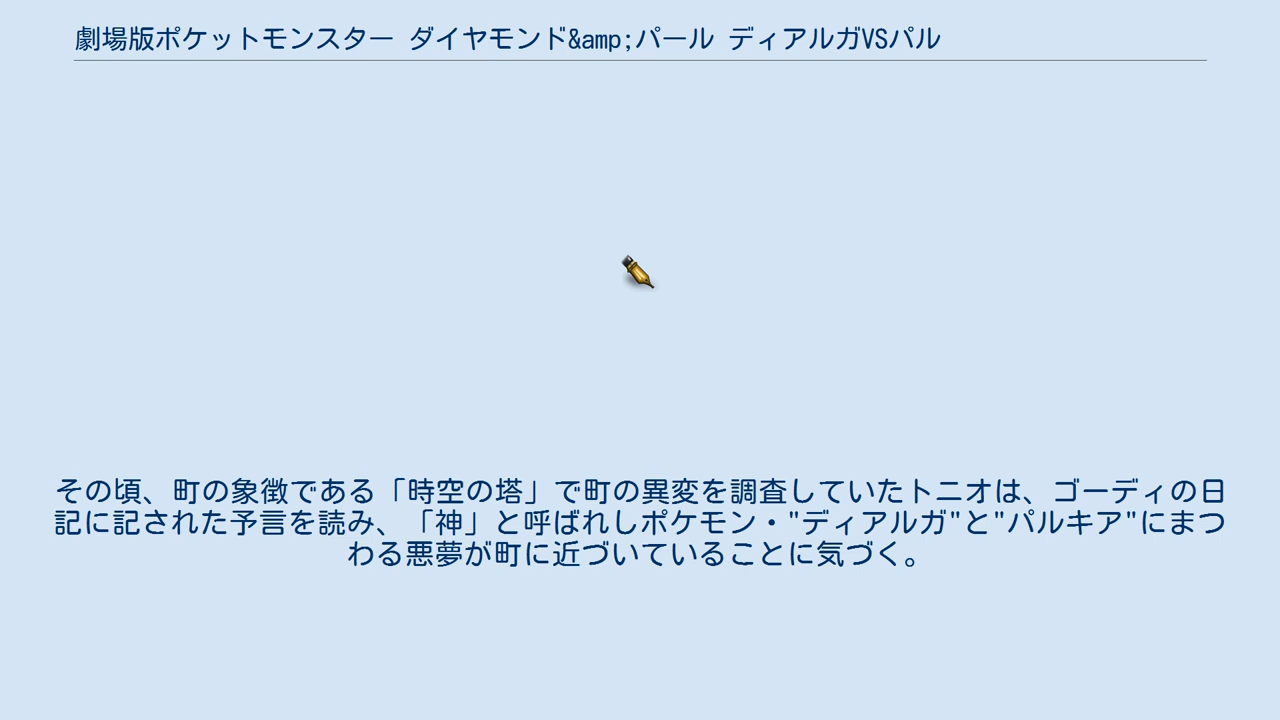 劇場版ポケットモンスター ダイヤモンド&amp;パール ディアルガVSパル
その頃、町の象徴である「時空の塔」で町の異変を調査していたトニオは、ゴーディの日
記に記された予言を読み、「神」と呼ばれしポケモン・"ディアルガ"と"パルキア"にまつ
わる悪夢が町に近づいていることに気づく。